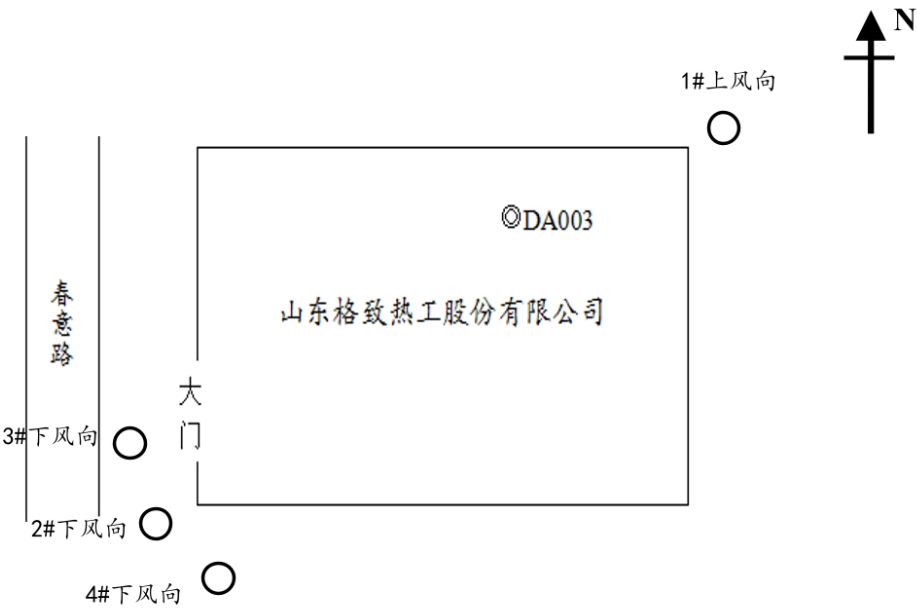 N
1#上风向
DA003
春意路
山东格致热工股份有限公司
大门
3#下风向
2#下风向
4#下风向